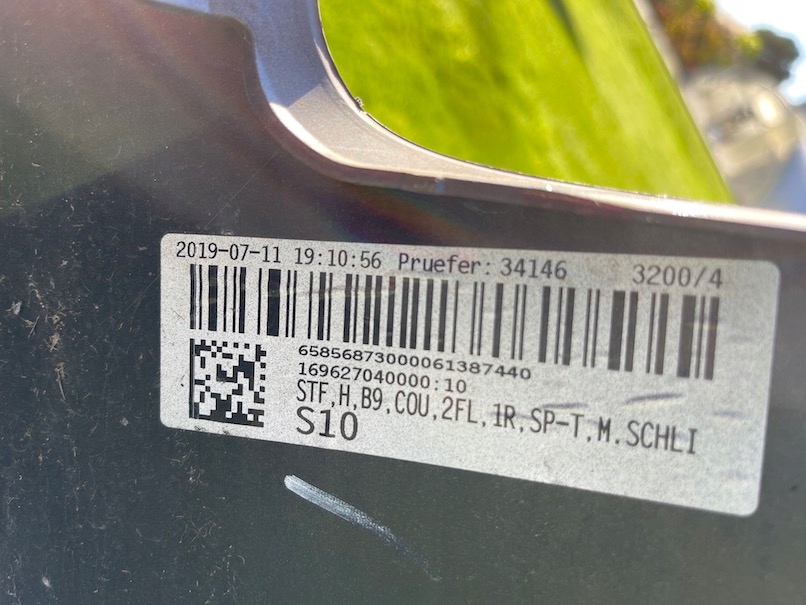 2019-07-11 19:10:56 Pruefer: 34146 3200/4
65856873000061387440
169627040000:10
STF,H,B9,COU,2FL,1R,SP-T,M.SCHLI
S10